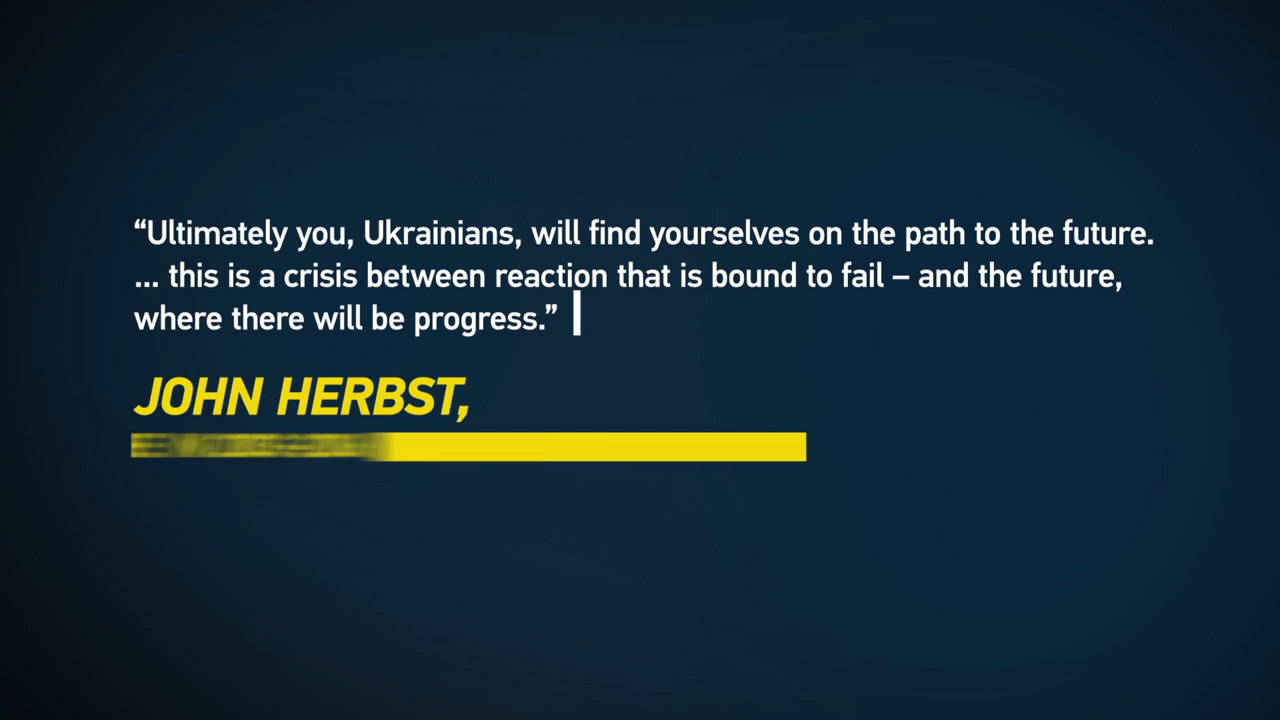 “Ultimately you, Ukrainians, will find yourselves on the path to the future.
... this is a crisis between reaction that is bound to fail – and the future,
where there will be progress.”
JOHN HERBST,